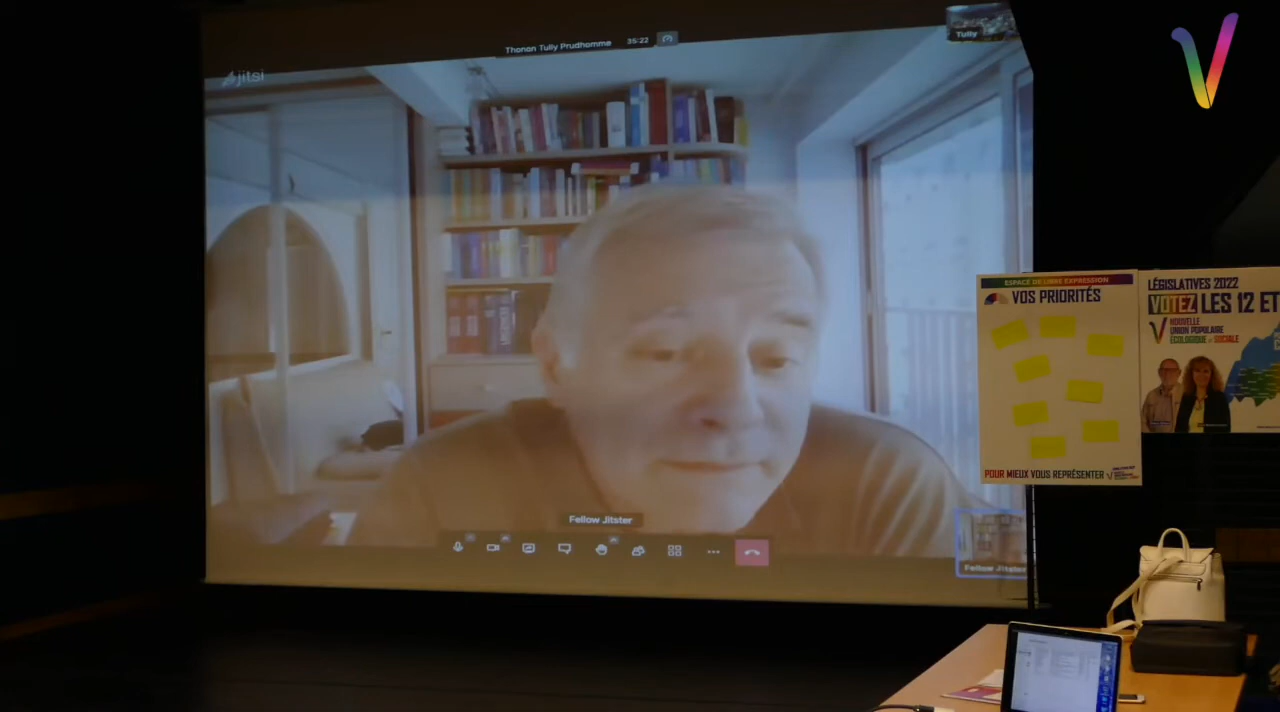 Thonon Tully Prudhomme 35:22
Tully
jitsi
Fellow Jitster
Fellow Jitster
ESPACE DE LIBRE EXPRESSION
VOS PRIORITÉS
POUR MIEUX VOUS REPRÉSENTER
LÉGISLATIVES 2022
VOTEZ LES 12 ET
NOUVELLE
UNION POPULAIRE
ÉCOLOGIQUE et SOCIALE